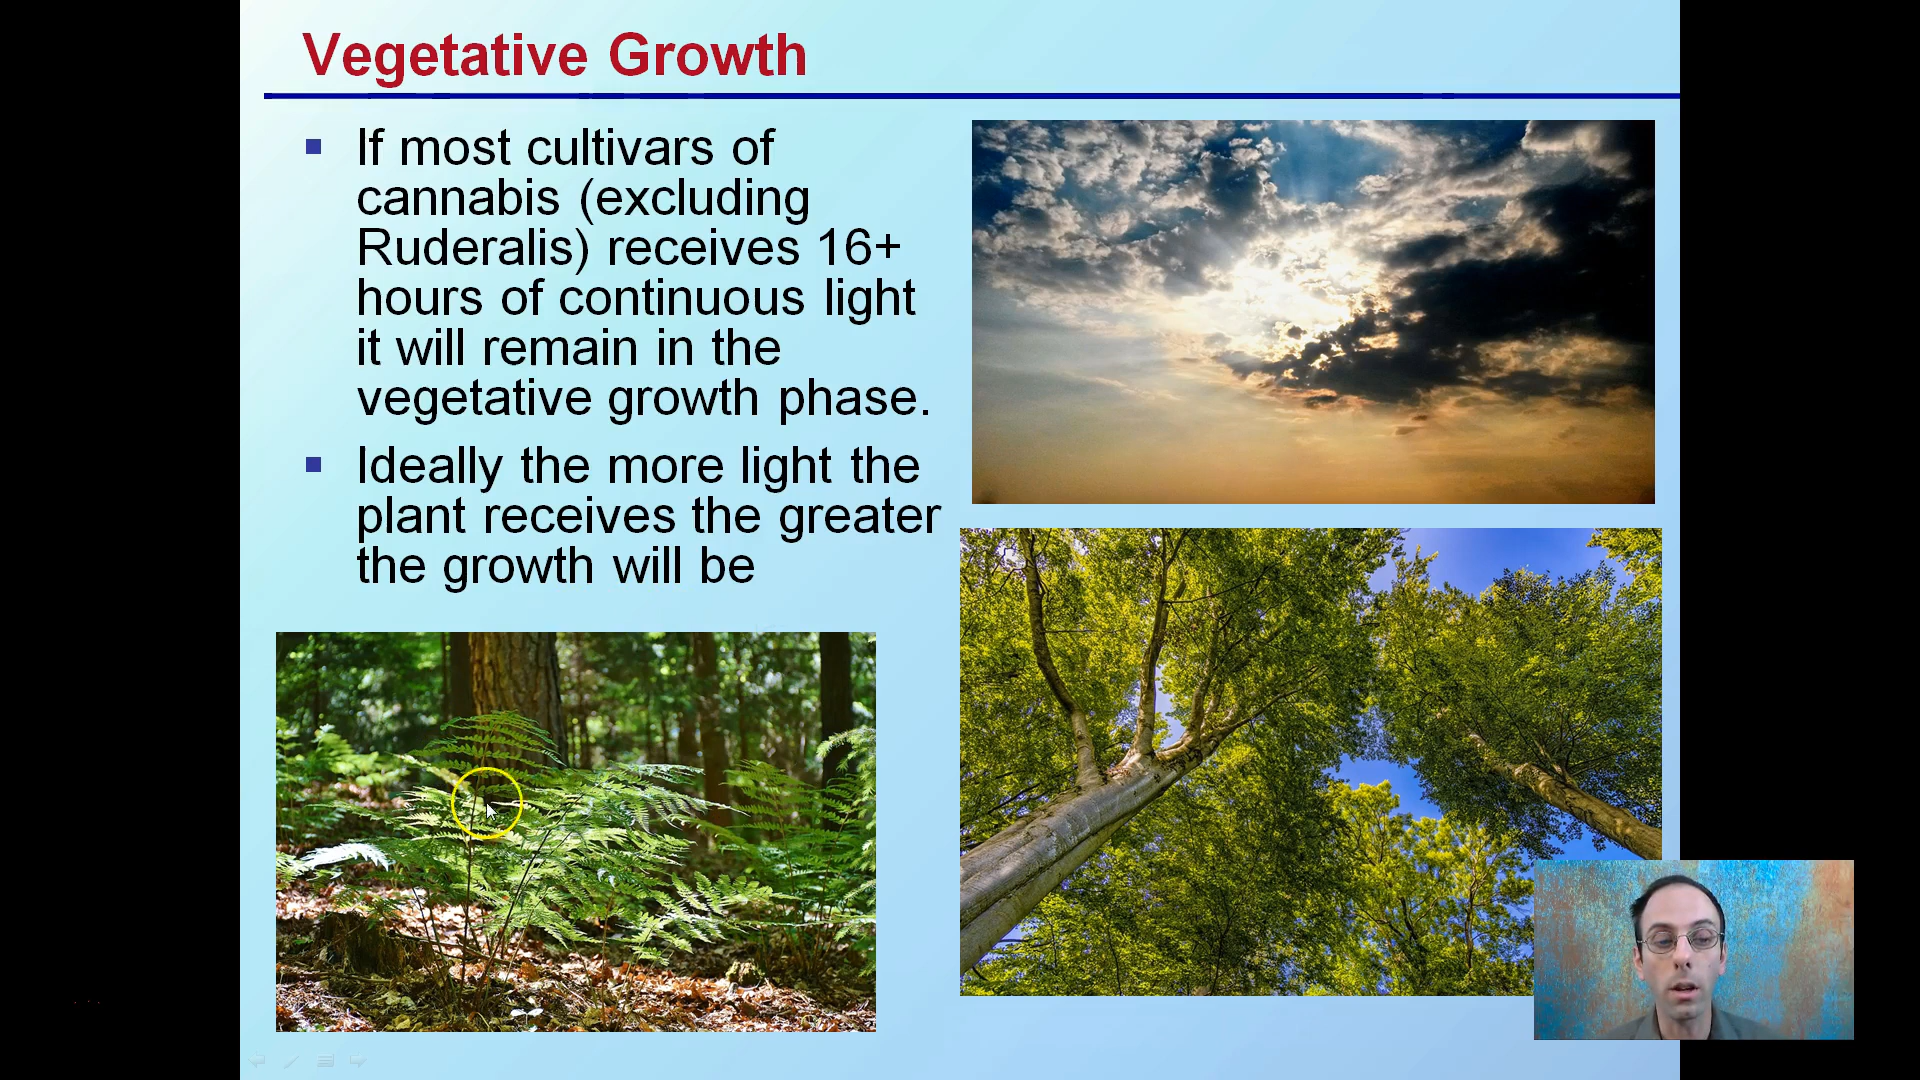 Vegetative Growth
If most cultivars of
cannabis (excluding
Ruderalis) receives 16+
hours of continuous light
it will remain in the
vegetative growth phase.
Ideally the more light the
plant receives the greater
the growth will be